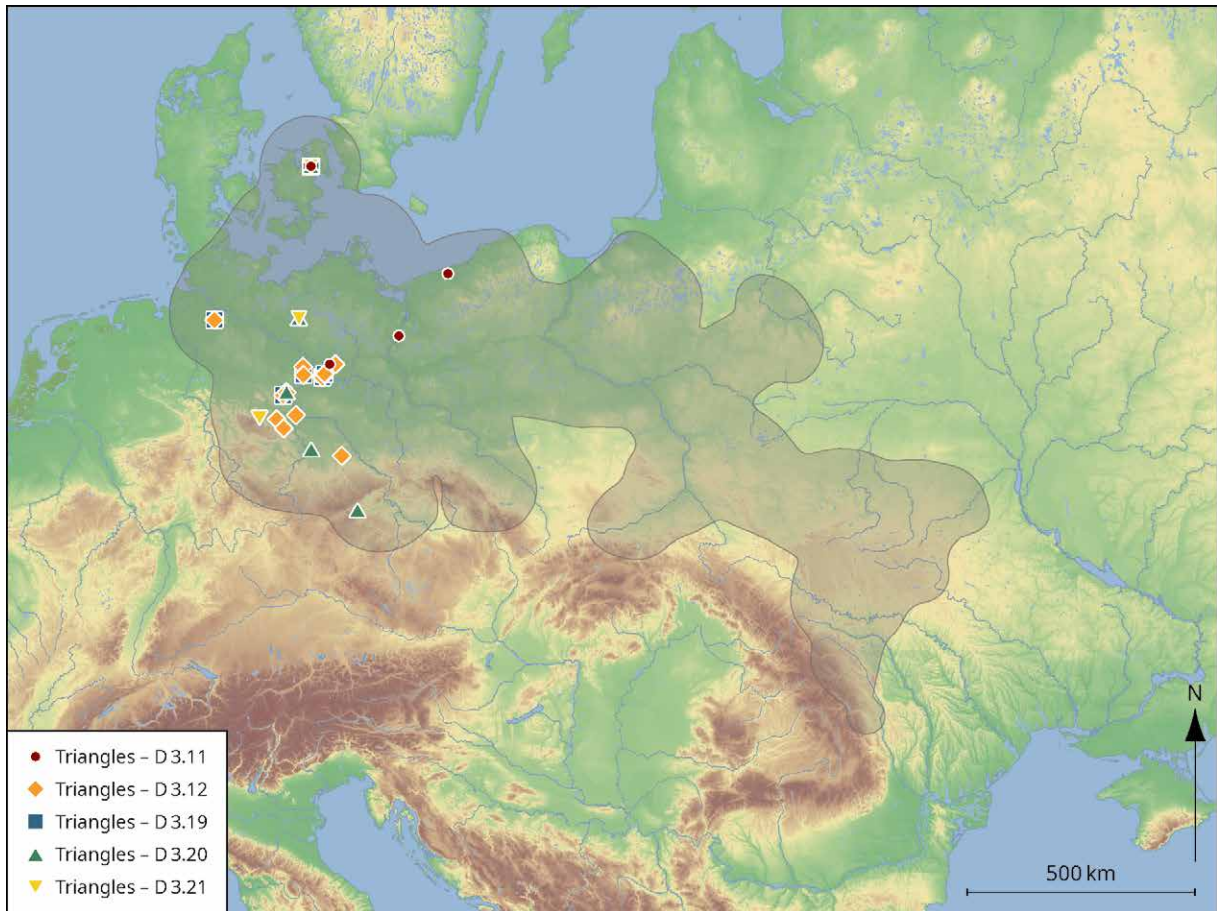 N
Triangles – D 3.11
Triangles – D 3.12
Triangles – D 3.19
Triangles – D 3.20
Triangles – D 3.21
500 km